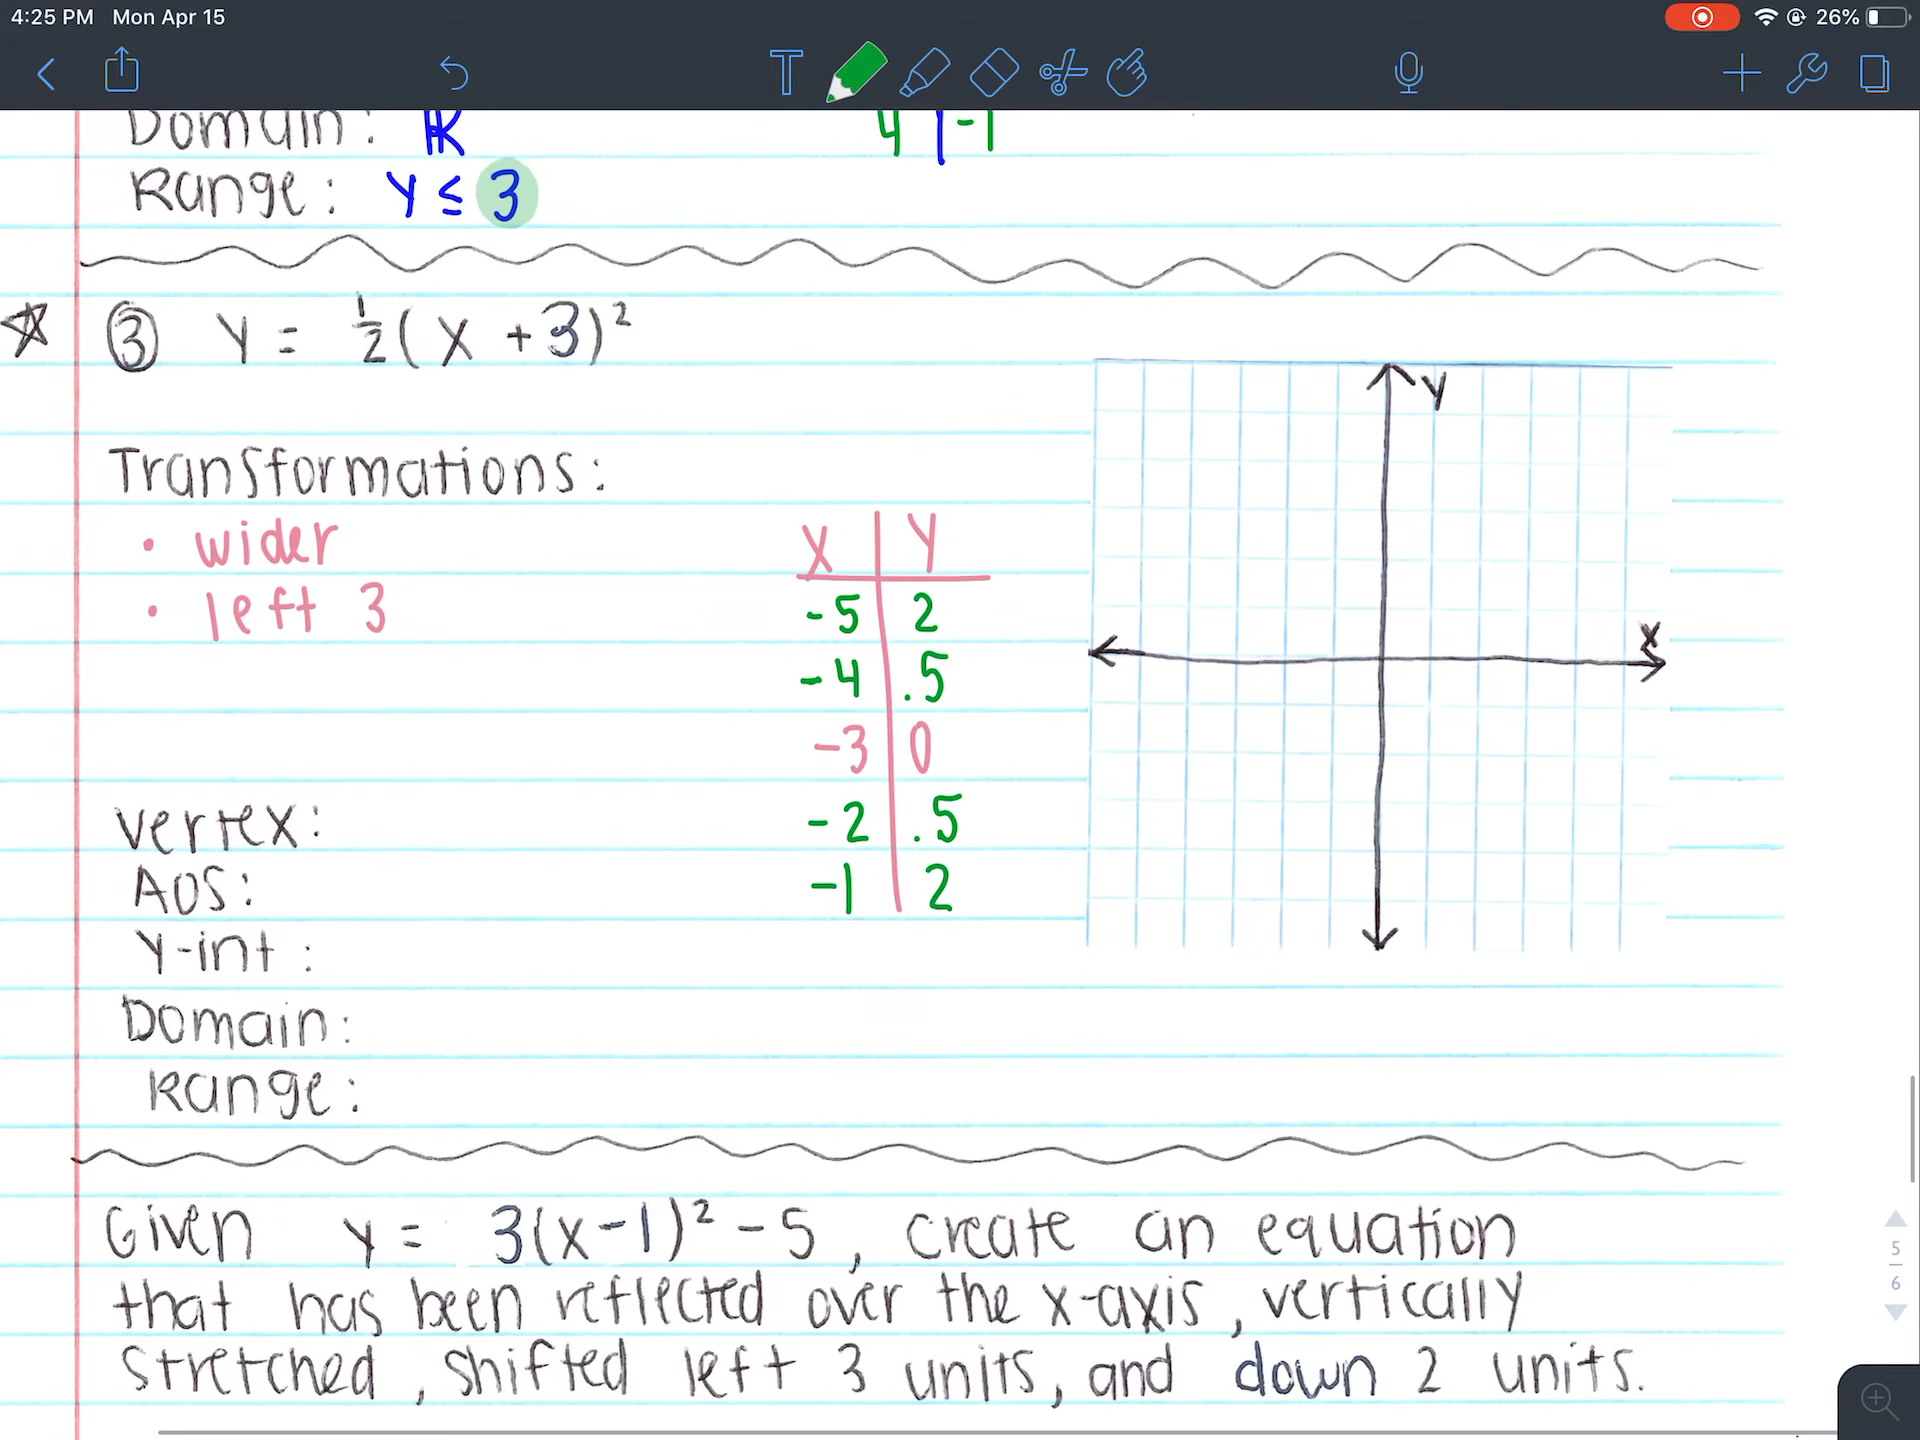 4:25 PM Mon Apr 15
26%
T
Domain: ℝ
4 | -1
Range: Y ≤ 3
③ Y = ½(X + 3)²
Y
Transformations:
• wider
X | Y
• left 3
-5 | 2
X
-4 | .5
-3 | 0
Vertex:
-2 | .5
AOS:
-1 | 2
Y-int:
Domain:
Range:
Given y = 3(x-1)² - 5, create an equation
5
that has been reflected over the x-axis, vertically
6
stretched, shifted left 3 units, and down 2 units.